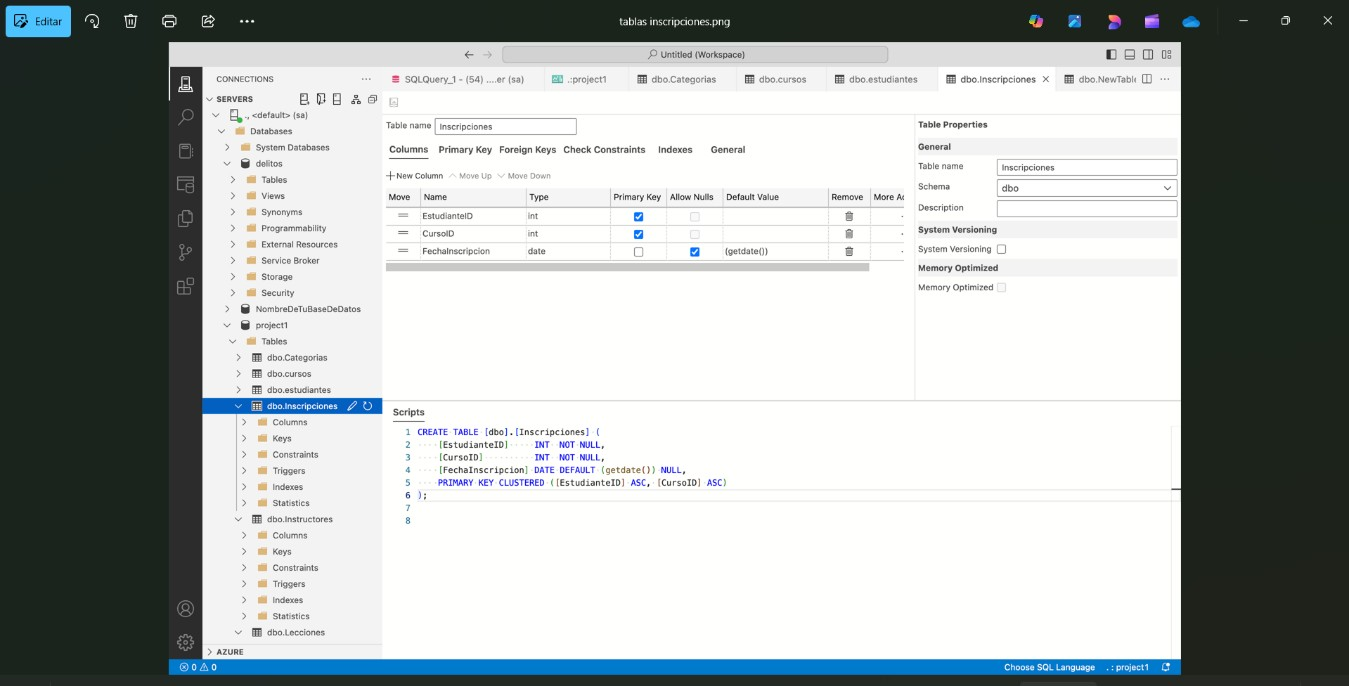 Editar
tablas inscripciones.png
Untitled (Workspace)
CONNECTIONS
SQLQuery_1 - (54) ....er (sa)
.:project1
dbo.Categorias
dbo.cursos
dbo.estudiantes
dbo.Inscripciones
dbo.NewTable
SERVERS
., <default> (sa)
Databases
System Databases
delitos
Tables
Views
Synonyms
Programmability
External Resources
Service Broker
Storage
Security
NombreDeTuBaseDeDatos
project1
Tables
dbo.Categorias
dbo.cursos
dbo.estudiantes
dbo.Inscripciones
Columns
Keys
Constraints
Triggers
Indexes
Statistics
dbo.Instructores
Columns
Keys
Constraints
Triggers
Indexes
Statistics
dbo.Lecciones
AZURE
Table name Inscripciones
Columns Primary Key Foreign Keys Check Constraints Indexes General
New Column Move Up Move Down
Move Name Type Primary Key Allow Nulls Default Value Remove More Ac
EstudianteID int
CursoID int
FechaInscripcion date (getdate())
Table Properties
General
Table name Inscripciones
Schema dbo
Description
System Versioning
System Versioning
Memory Optimized
Memory Optimized
Scripts
1 CREATE TABLE [dbo].[Inscripciones] (
2 [EstudianteID] INT NOT NULL,
3 [CursoID] INT NOT NULL,
4 [FechaInscripcion] DATE DEFAULT (getdate()) NULL,
5 PRIMARY KEY CLUSTERED ([EstudianteID] ASC, [CursoID] ASC)
6 );
7
8
0 0
Choose SQL Language
. : project1